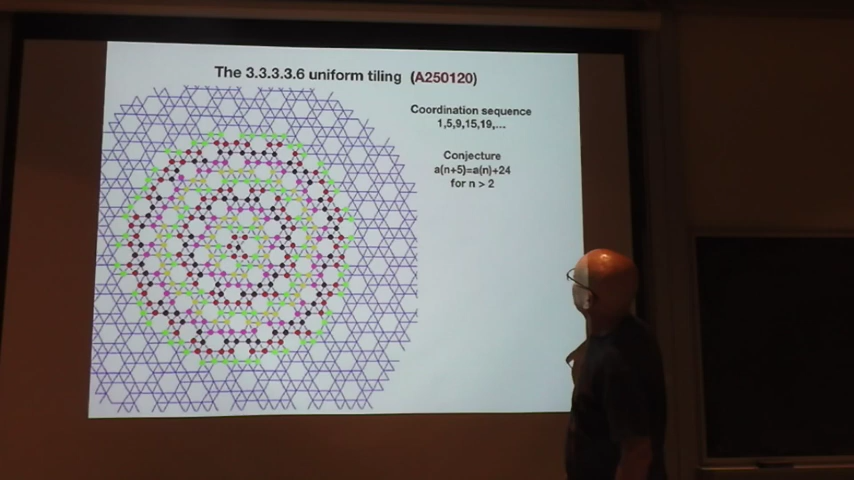 The 3.3.3.3.6 uniform tiling (A250120)
Coordination sequence
1,5,9,15,19,...
Conjecture
a(n+5)=a(n)+24
for n > 2